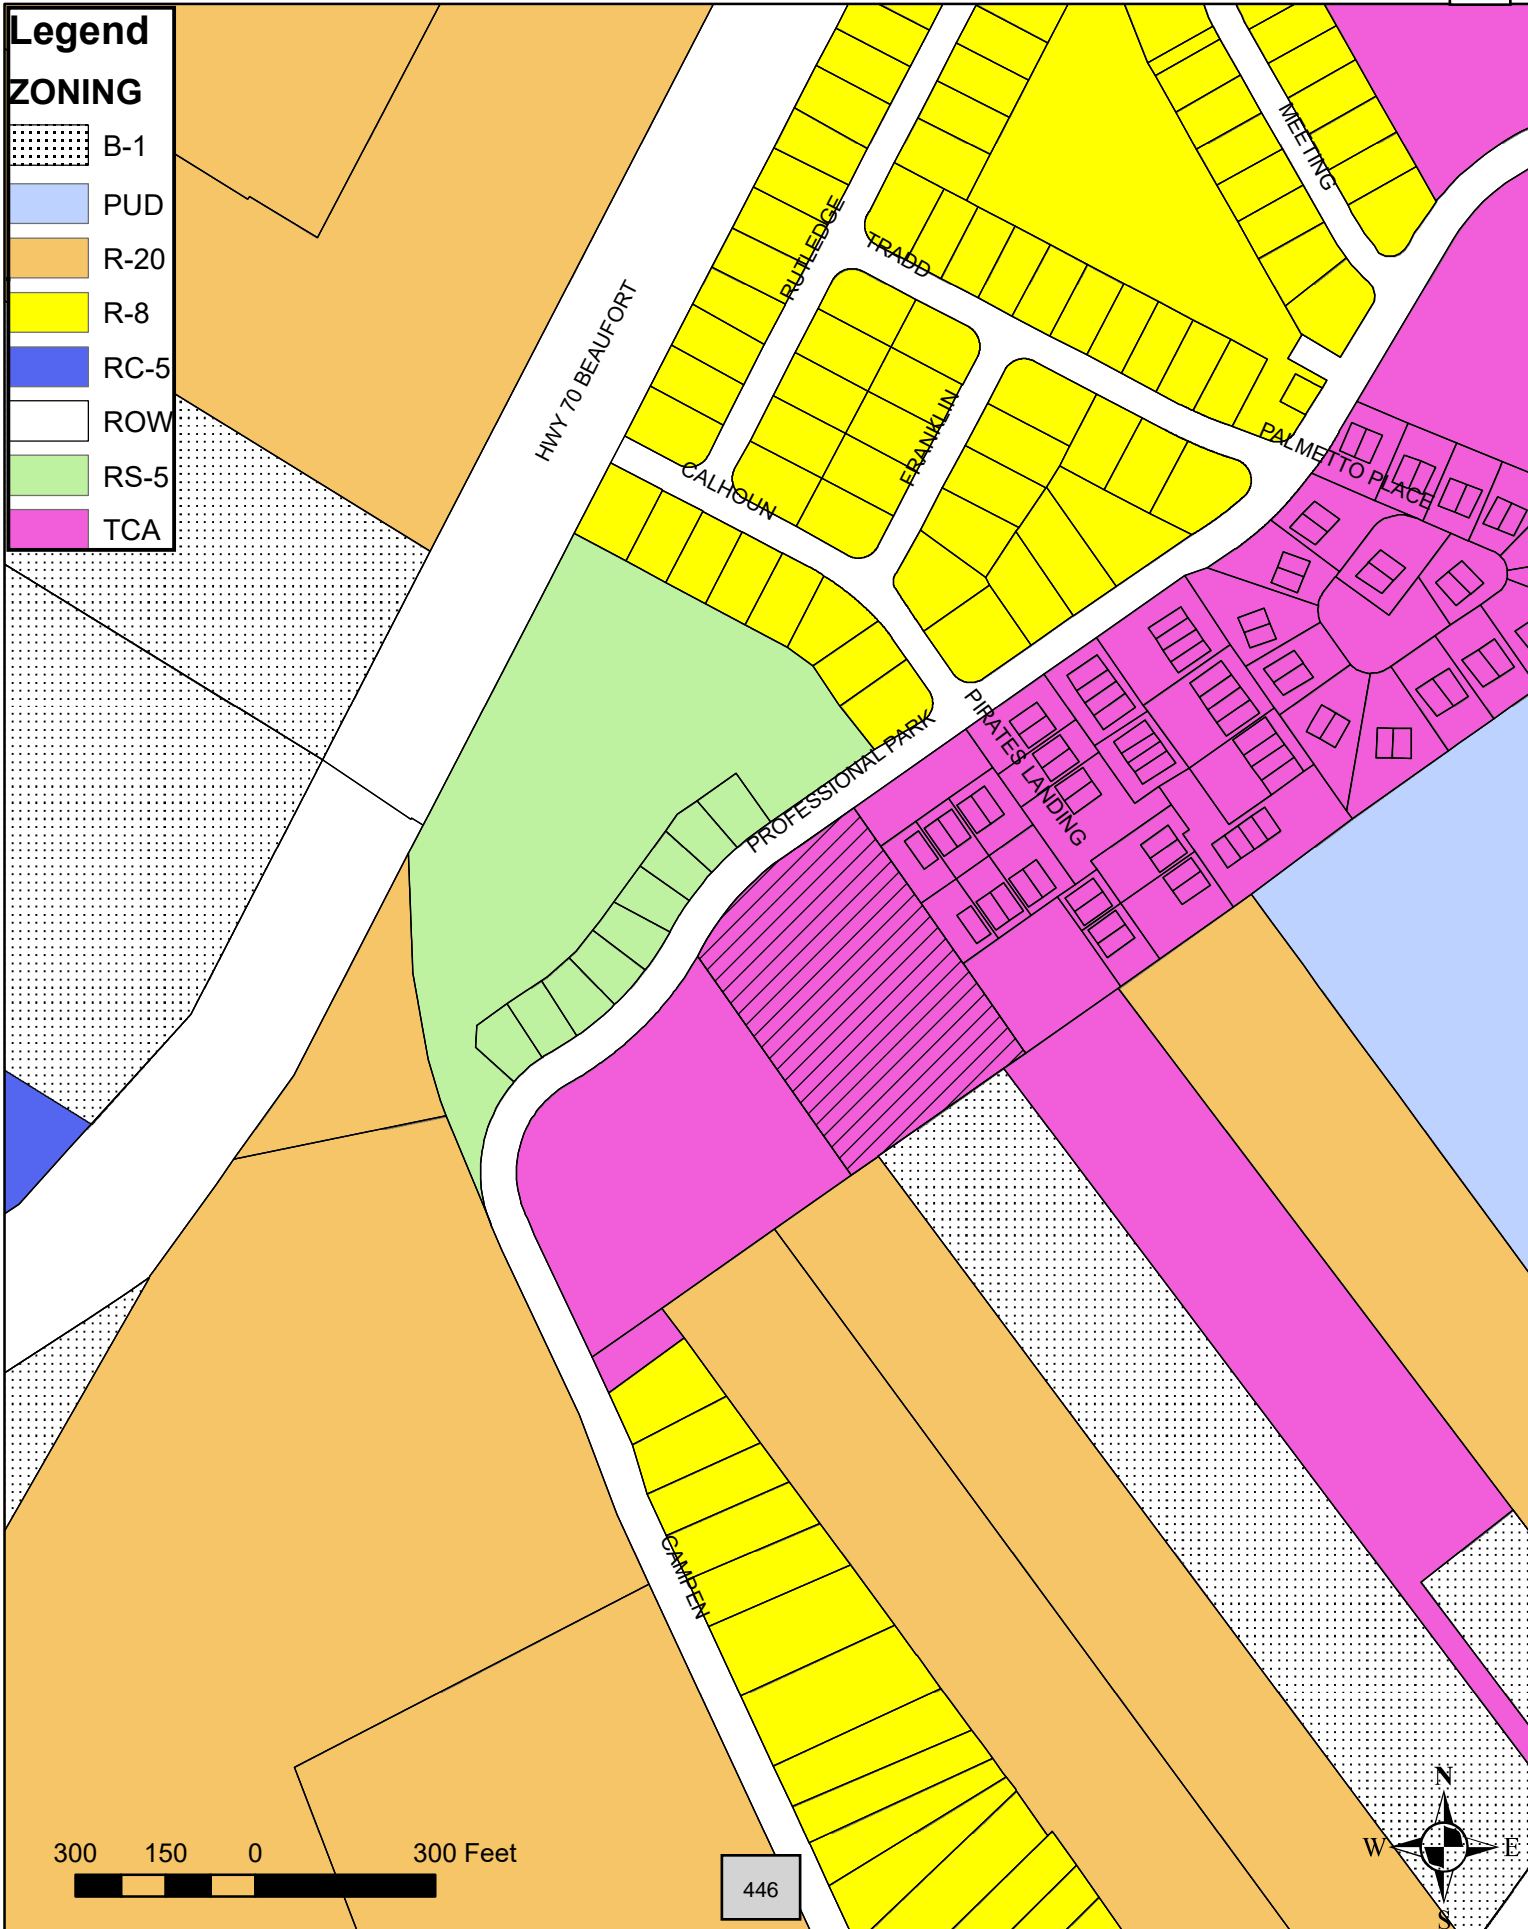 Legend
ZONING
B-1
PUD
R-20
R-8
RC-5
ROW
RS-5
TCA
MEETING
RUTLEDGE
TRADD
HWY 70 BEAUFORT
FRANKLIN
PALMETTO PLACE
CALHOUN
PIRATES LANDING
PROFESSIONAL PARK
CAMPEN
N
W E
S
300 150 0 300 Feet
446